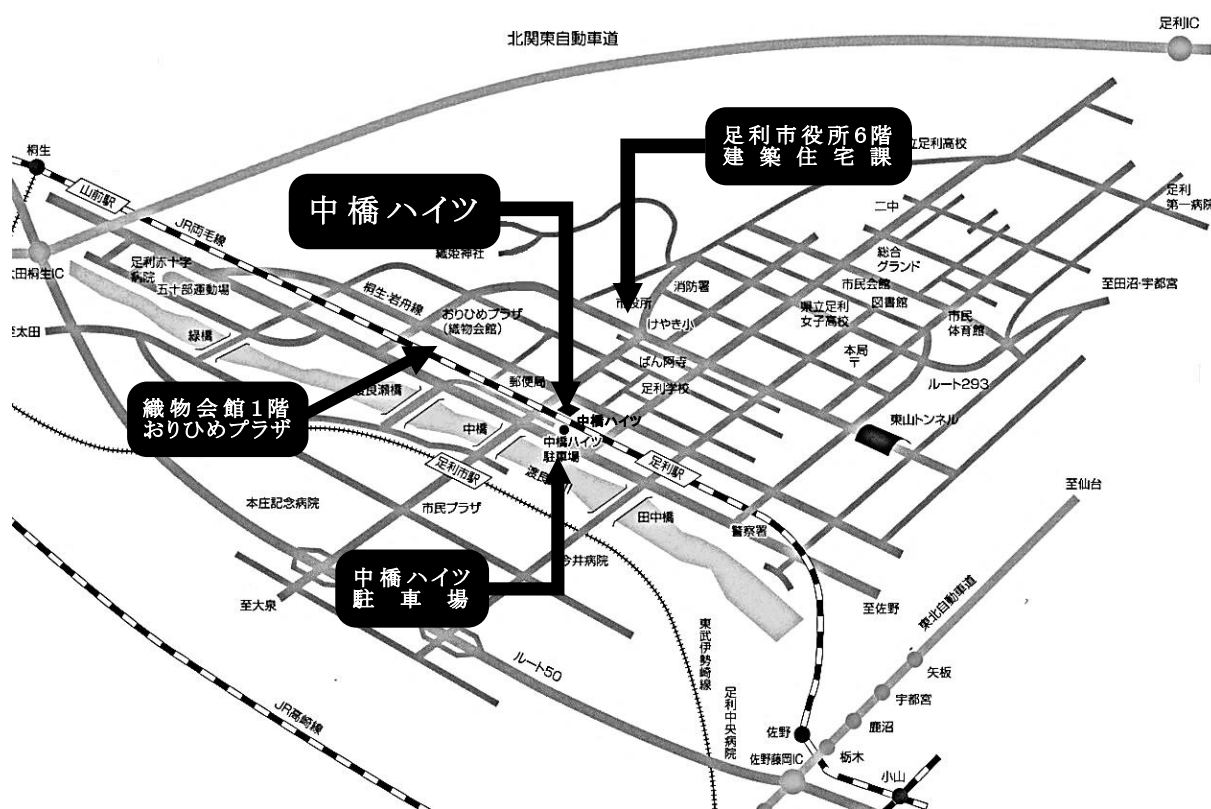 足利IC
北関東自動車道
足利市役所6階
建築住宅課
立足利高校
桐生
山前駅
中橋ハイツ
足利
第一病院
二中
JR両毛線
織姫神社
総合
グランド
太田桐生IC
足利赤十字
病院
五十部運動場
桐生・岩舟線
消防署
市役所
市民会館
図書館
至田沼・宇都宮
おりひめプラザ
(織物会館)
けやき小
県立足利
女子高校
市民
体育館
至太田
緑橋
ばん阿寺
本局
〒
郵便局
足利学校
ルート293
渡良瀬橋
織物会館1階
おりひめプラザ
中橋ハイツ
東山トンネル
中橋
中橋ハイツ
駐車場
足利市駅
足利駅
至仙台
本庄記念病院
市民プラザ
田中橋
警察署
今井病院
中橋ハイツ
駐車場
至大泉
至佐野
東北自動車道
東武伊勢崎線
ルート50
矢板
宇都宮
足利中央病院
JR高崎線
鹿沼
佐野
栃木
佐野藤岡IC
小山